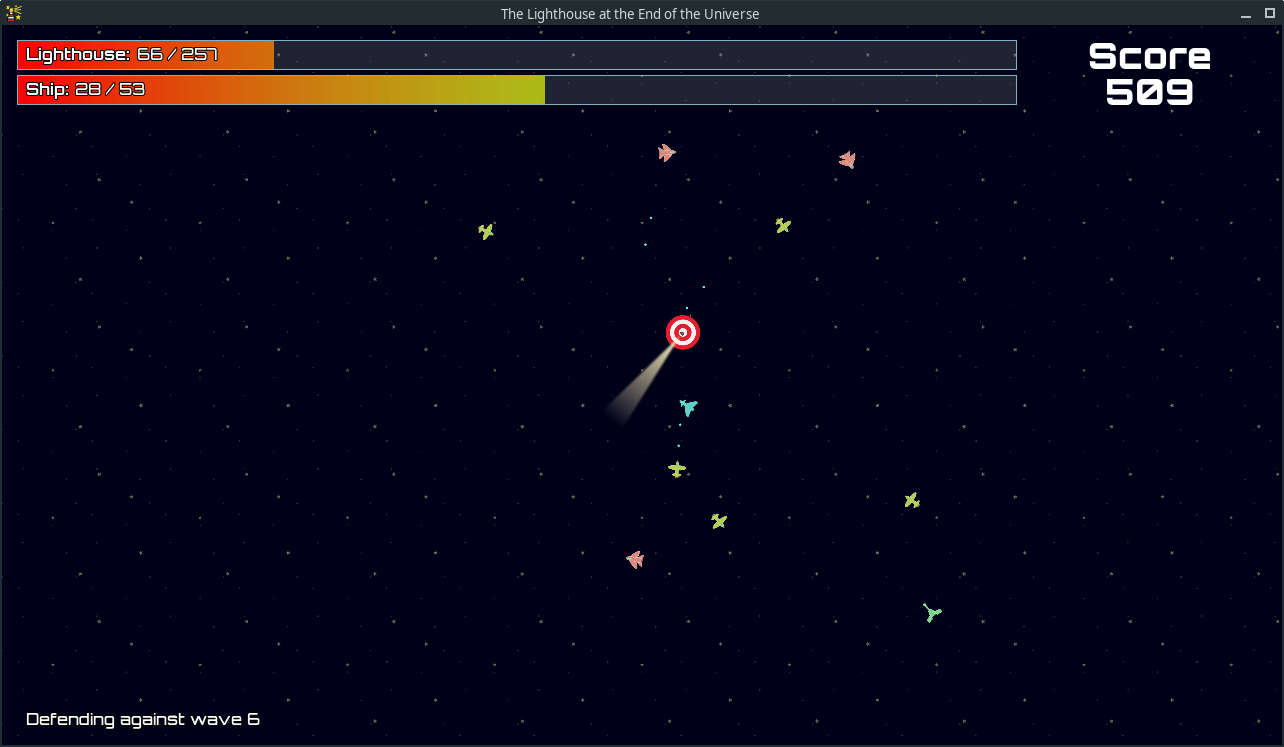 The Lighthouse at the End of the Universe
Lighthouse: 66 / 257
Ship: 28 / 53
Score
509
Defending against wave 6